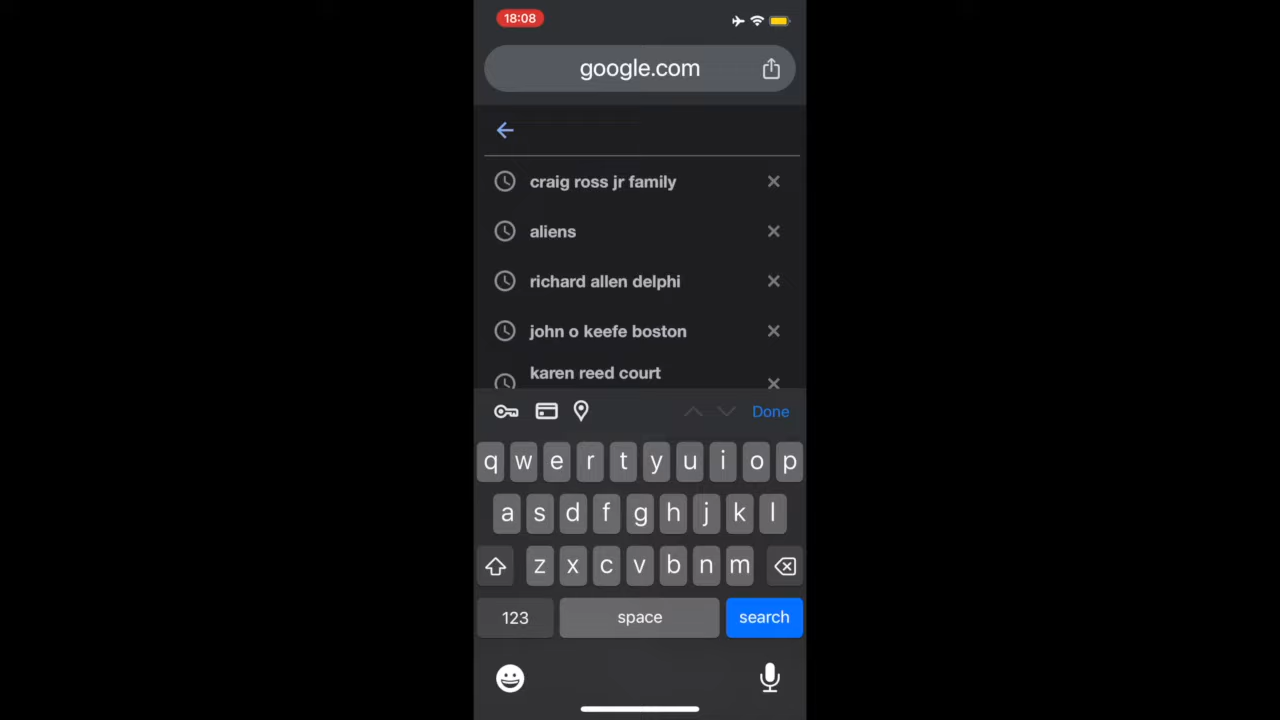 18:08
google.com
craig ross jr family
aliens
richard allen delphi
john o keefe boston
karen reed court
Done
q w e r t y u i o p
a s d f g h j k l
z x c v b n m
123 space search